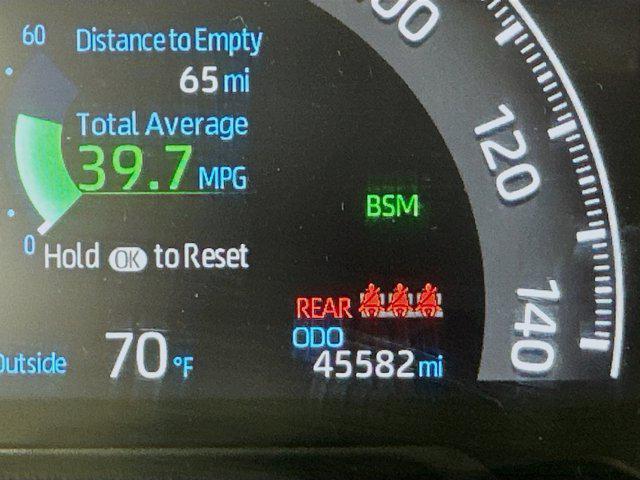 60
Distance to Empty
65 mi
Total Average
39.7 MPG
0
Hold OK to Reset
Outside 70 °F
BSM
REAR
ODO
45582 mi
100
120
140